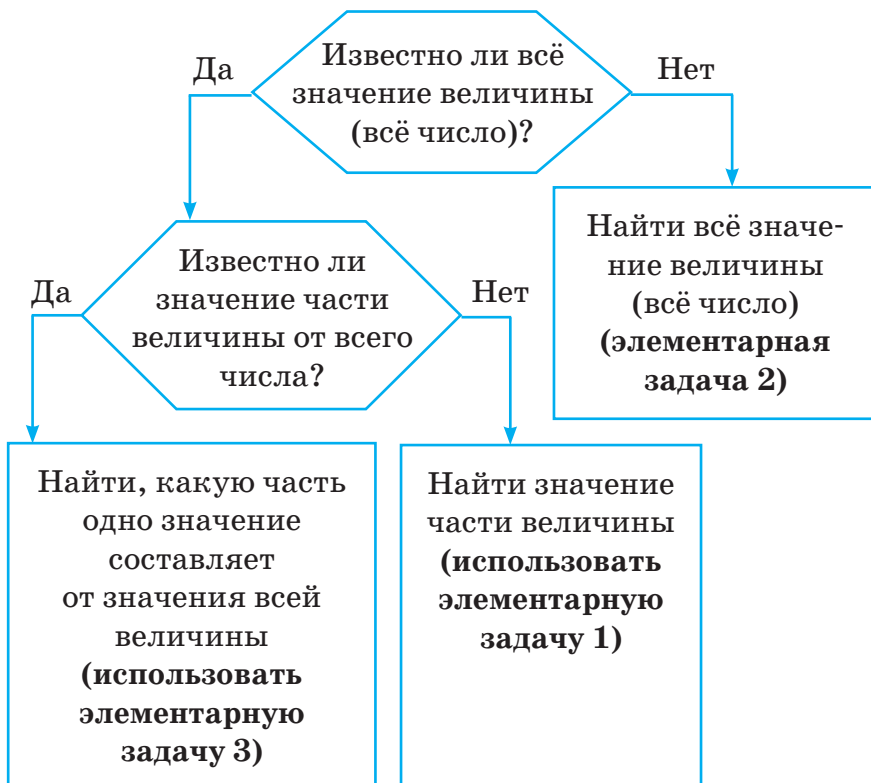 Да
Известно ли всё
значение величины
(всё число)?
Нет
Да
Известно ли
значение части
величины от всего
числа?
Нет
Найти всё значе-
ние величины
(всё число)
(элементарная
задача 2)
Найти, какую часть
одно значение
составляет
от значения всей
величины
(использовать
элементарную
задачу 3)
Найти значение
части величины
(использовать
элементарную
задачу 1)